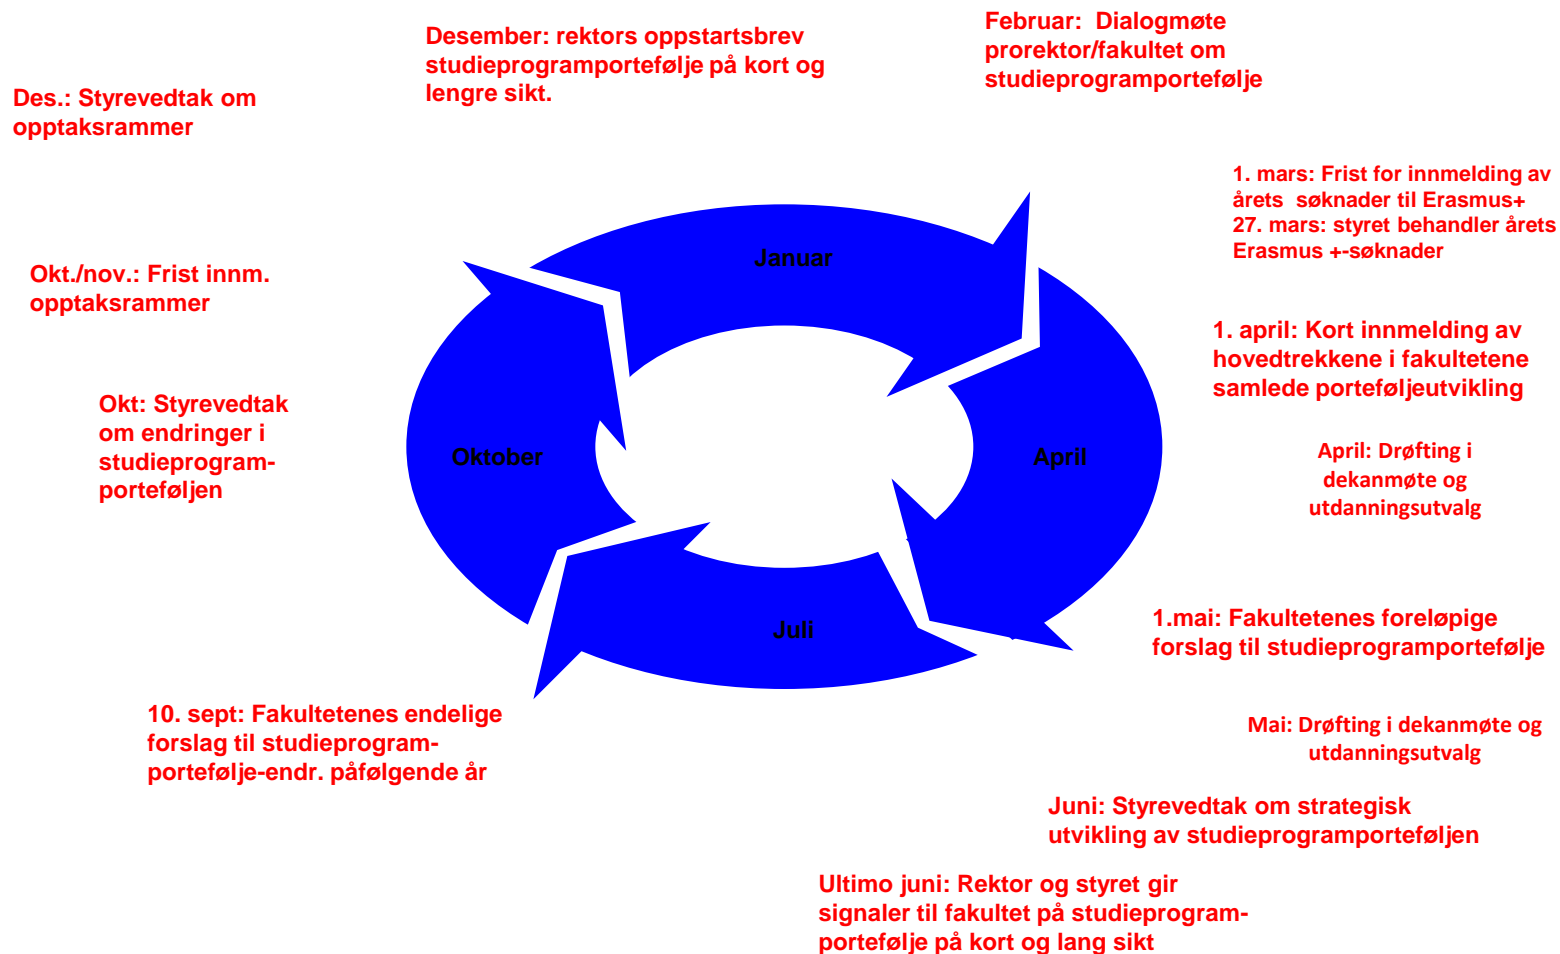 Desember: rektors oppstartsbrev
studieprogramportefølje på kort og
lengre sikt.
Februar:  Dialogmøte
prorektor/fakultet om
studieprogramportefølje
Des.: Styrevedtak om
opptaksrammer
1. mars: Frist for innmelding av
årets  søknader til Erasmus+
27. mars: styret behandler årets
Erasmus +-søknader
Januar
Okt./nov.: Frist innm.
opptaksrammer
1. april: Kort innmelding av
hovedtrekkene i fakultetene
samlede porteføljeutvikling
Okt: Styrevedtak
om endringer i
studieprogram-
porteføljen
Oktober
April
April: Drøfting i
dekanmøte og
utdanningsutvalg
Juli
1.mai: Fakultetenes foreløpige
forslag til studieprogramportefølje
10. sept: Fakultetenes endelige
forslag til studieprogram-
portefølje-endr. påfølgende år
Mai: Drøfting i dekanmøte og
utdanningsutvalg
Juni: Styrevedtak om strategisk
utvikling av studieprogramporteføljen
Ultimo juni: Rektor og styret gir
signaler til fakultet på studieprogram-
portefølje på kort og lang sikt